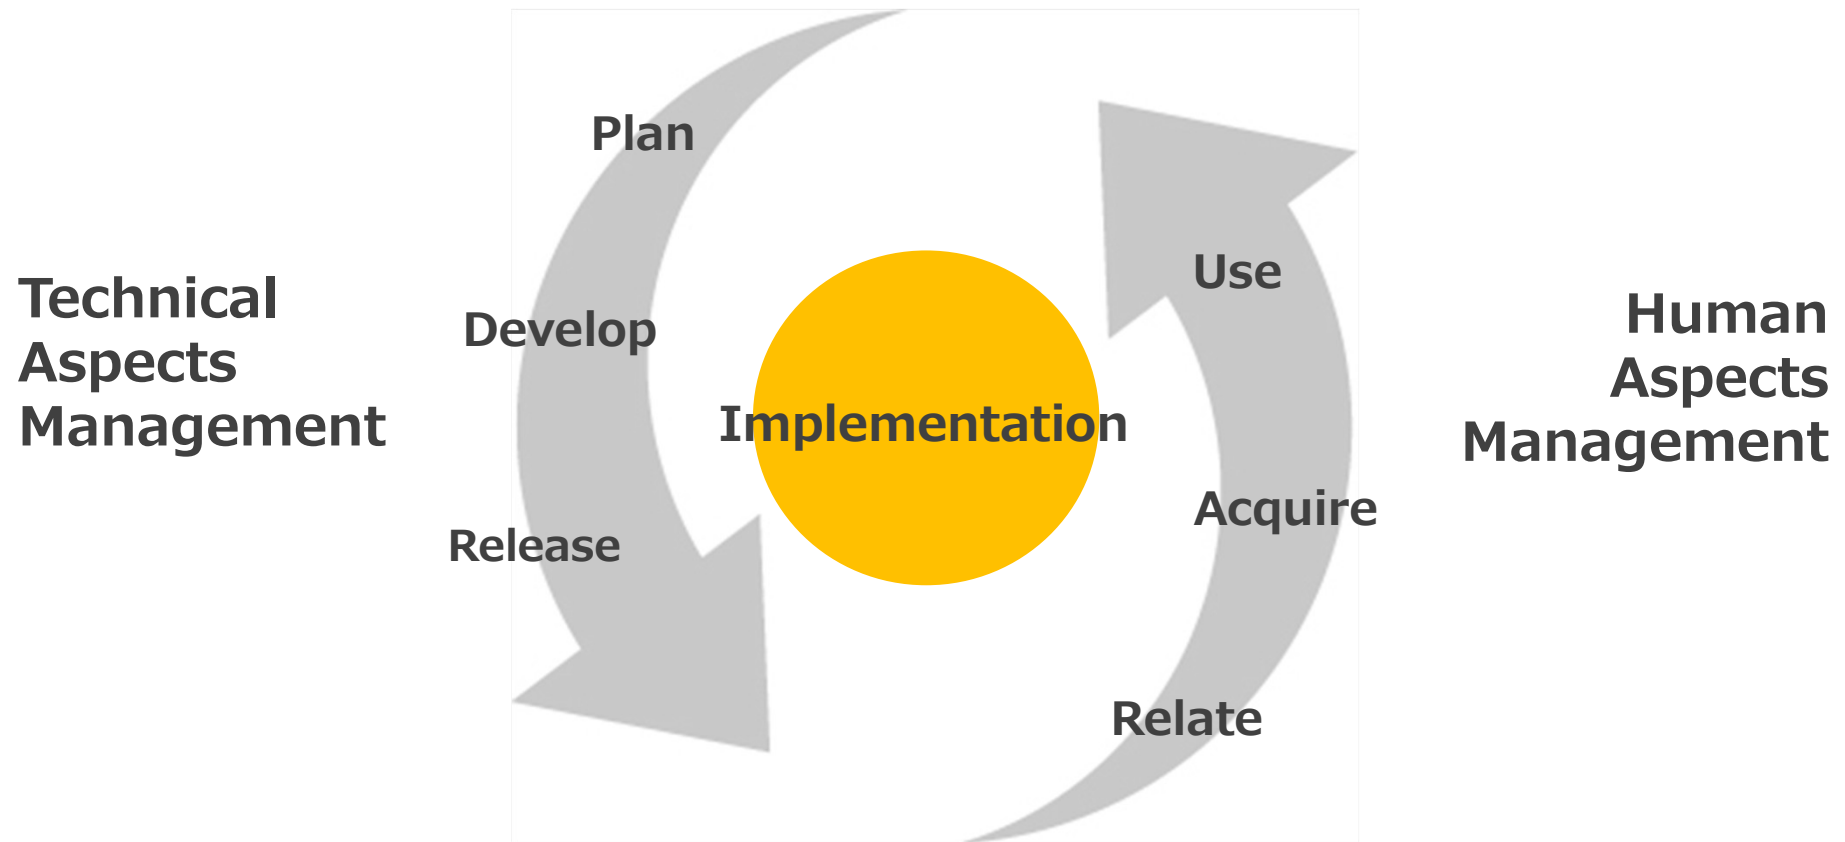 Technical
Aspects
Management
Plan
Develop
Release
Implementation
Use
Acquire
Relate
Human
Aspects
Management